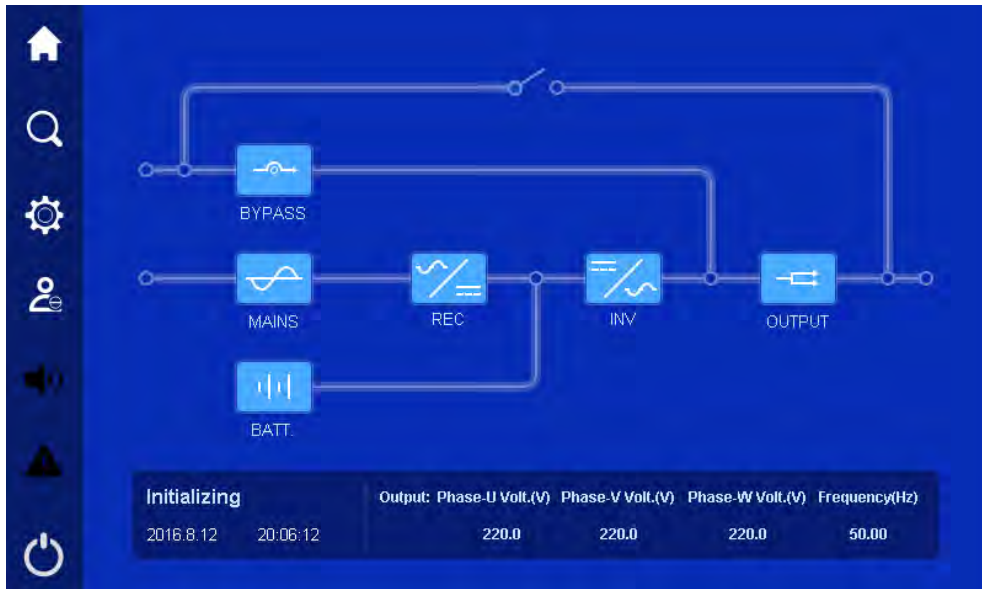 BYPASS
MAINS
REC
INV
OUTPUT
BATT.
Initializing
2016.8.12 20:06:12
Output: Phase-U Volt.(V) Phase-V Volt.(V) Phase-W Volt.(V) Frequency(Hz)
220.0 220.0 220.0 50.00